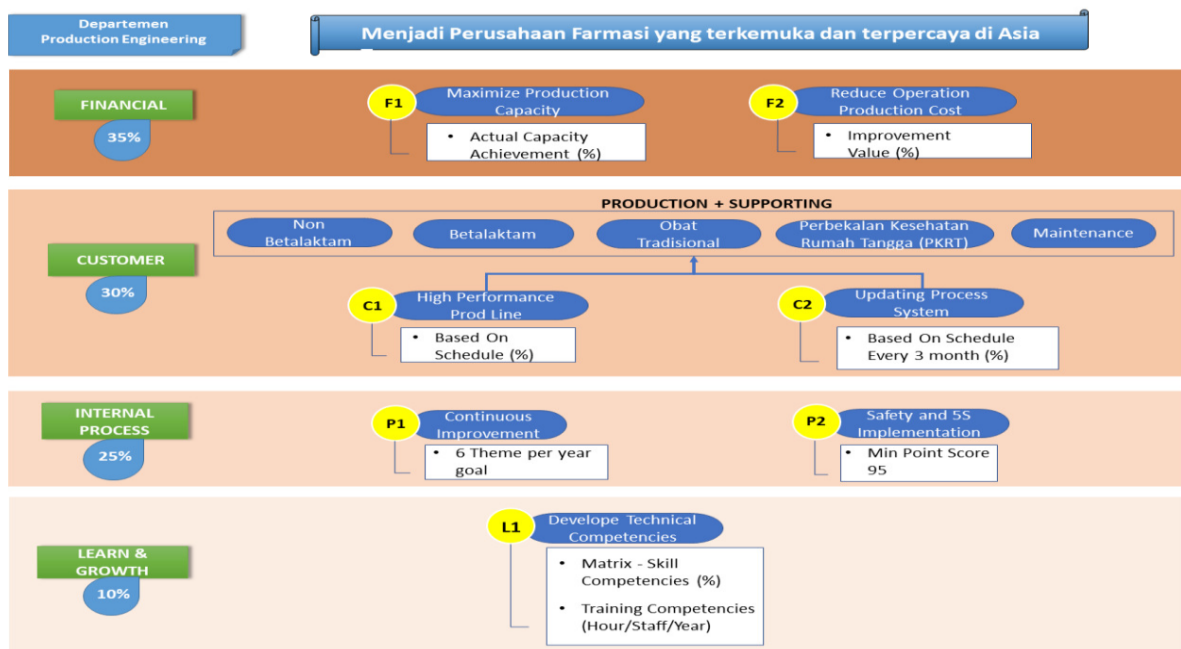 Departemen
Production Engineering
Menjadi Perusahaan Farmasi yang terkemuka dan terpercaya di Asia
FINANCIAL
35%
F1
Maximize Production
Capacity
• Actual Capacity
Achievement (%)
F2
Reduce Operation
Production Cost
• Improvement
Value (%)
PRODUCTION + SUPPORTING
Non
Betalaktam
Betalaktam
Obat
Tradisional
Perbekalan Kesehatan
Rumah Tangga (PKRT)
Maintenance
CUSTOMER
30%
C1
High Performance
Prod Line
• Based On
Schedule (%)
C2
Updating Process
System
• Based On Schedule
Every 3 month (%)
INTERNAL
PROCESS
25%
P1
Continuous
Improvement
• 6 Theme per year
goal
P2
Safety and 5S
Implementation
• Min Point Score
95
LEARN &
GROWTH
10%
L1
Develope Technical
Competencies
• Matrix - Skill
Competencies (%)
• Training Competencies
(Hour/Staff/Year)